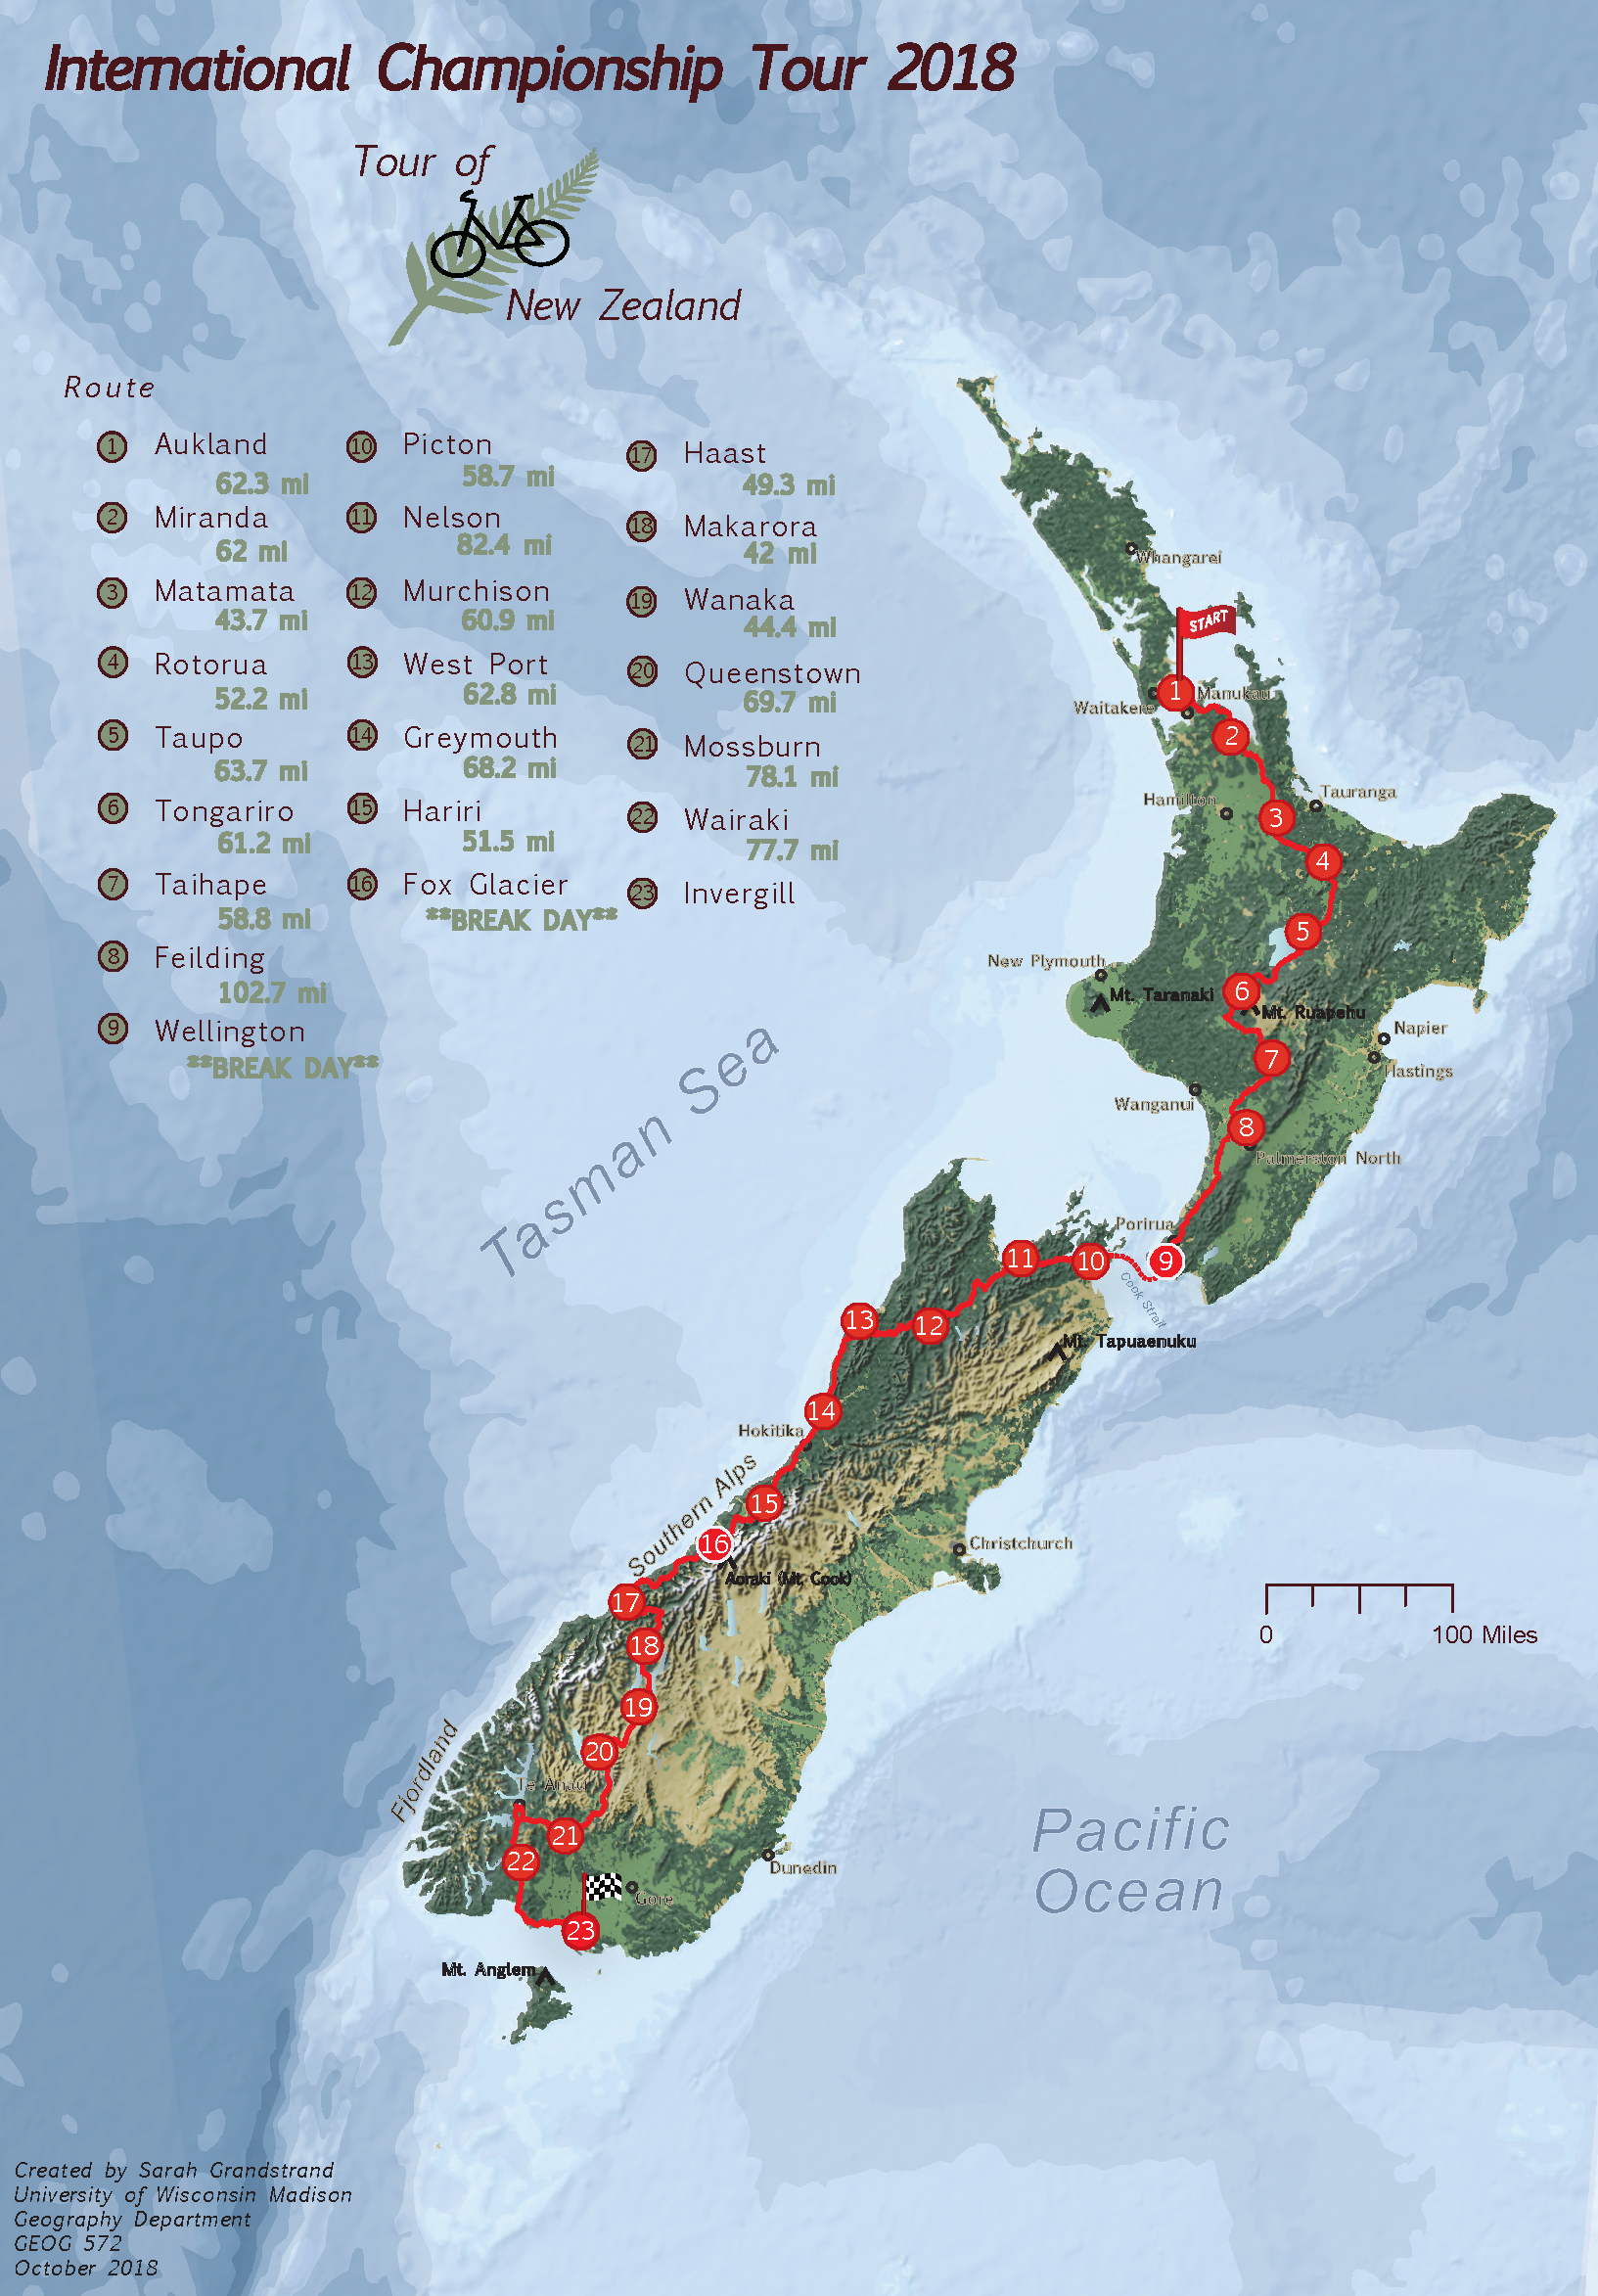 International Championship Tour 2018
Tour of
New Zealand
Route
1 Aukland
62.3 mi
2 Miranda
62 mi
3 Matamata
43.7 mi
4 Rotorua
52.2 mi
5 Taupo
63.7 mi
6 Tongariro
61.2 mi
7 Taihape
58.8 mi
8 Feilding
102.7 mi
9 Wellington
**BREAK DAY**
10 Picton
58.7 mi
11 Nelson
82.4 mi
12 Murchison
60.9 mi
13 West Port
62.8 mi
14 Greymouth
68.2 mi
15 Hariri
51.5 mi
16 Fox Glacier
**BREAK DAY**
17 Haast
49.3 mi
18 Makarora
42 mi
19 Wanaka
44.4 mi
20 Queenstown
69.7 mi
21 Mossburn
78.1 mi
22 Wairaki
77.7 mi
23 Invergill
Whangarei
START
1
Manukau
Waitakere
2
Tauranga
Hamilton
3
4
5
New Plymouth
Mt. Taranaki
6
Mt. Ruapehu
Napier
7
Hastings
Wanganui
8
Palmerston North
Tasman Sea
Porirua
9
10
11
Cook Strait
12
13
Mt. Tapuaenuku
14
Hokitika
Southern Alps
15
16
Christchurch
Aoraki (Mt. Cook)
17
18
0
100 Miles
19
20
Fjordland
Te Anau
21
22
Dunedin
Gore
23
Pacific
Ocean
Mt. Anglem
Created by Sarah Grandstrand
University of Wisconsin Madison
Geography Department
GEOG 572
October 2018